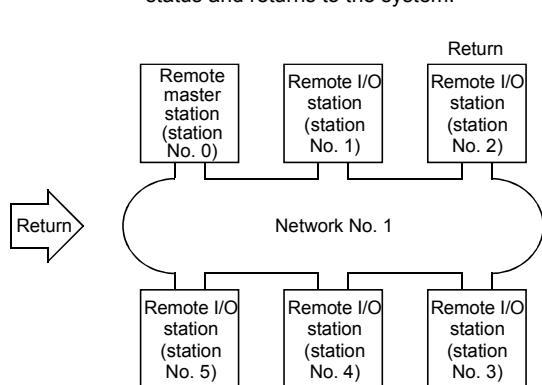 status and returns to the system.
Return
Remote
master
station
(station
No. 0)
Remote I/O
station
(station
No. 1)
Remote I/O
station
(station
No. 2)
Return
Network No. 1
Remote I/O
station
(station
No. 5)
Remote I/O
station
(station
No. 4)
Remote I/O
station
(station
No. 3)